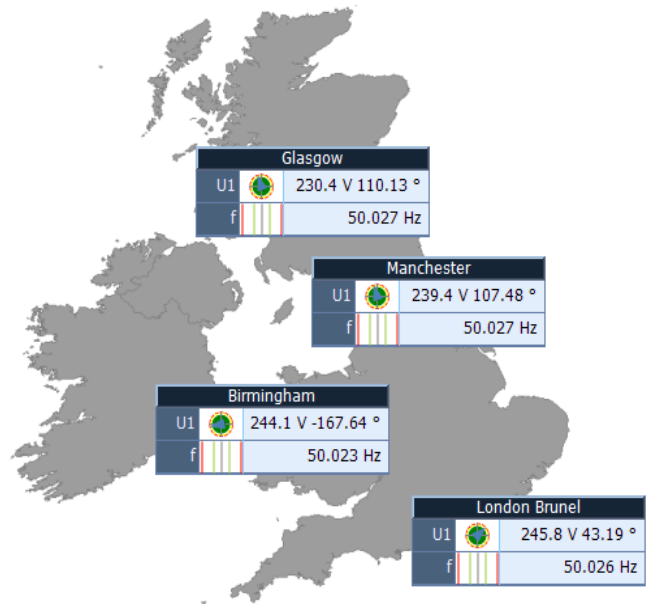 Glasgow
U1 230.4 V 110.13 °
f 50.027 Hz
Manchester
U1 239.4 V 107.48 °
f 50.027 Hz
Birmingham
U1 244.1 V -167.64 °
f 50.023 Hz
London Brunel
U1 245.8 V 43.19 °
f 50.026 Hz